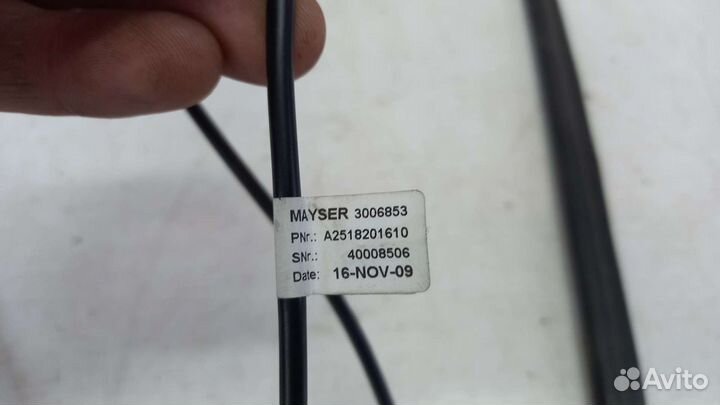 MAYSER 3006853
PNr.: A2518201610
SNr.: 40008506
Date: 16-NOV-09
Avito